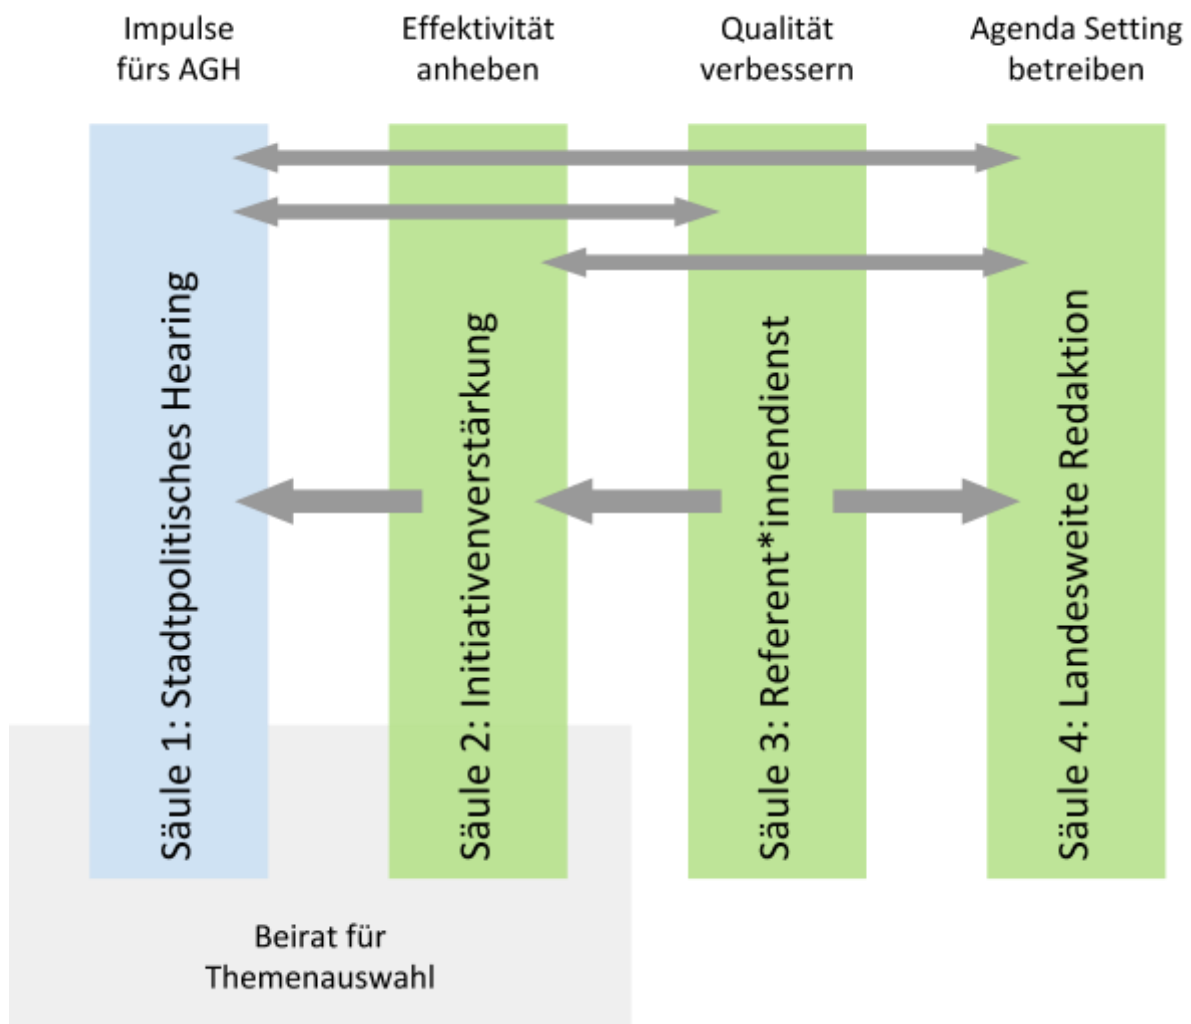 Impulse
fürs AGH
Effektivität
anheben
Qualität
verbessern
Agenda Setting
betreiben
Säule 1: Stadtpolitisches Hearing
Säule 2: Initiativenverstärkung
Säule 3: Referent*innendienst
Säule 4: Landesweite Redaktion
Beirat für
Themenauswahl